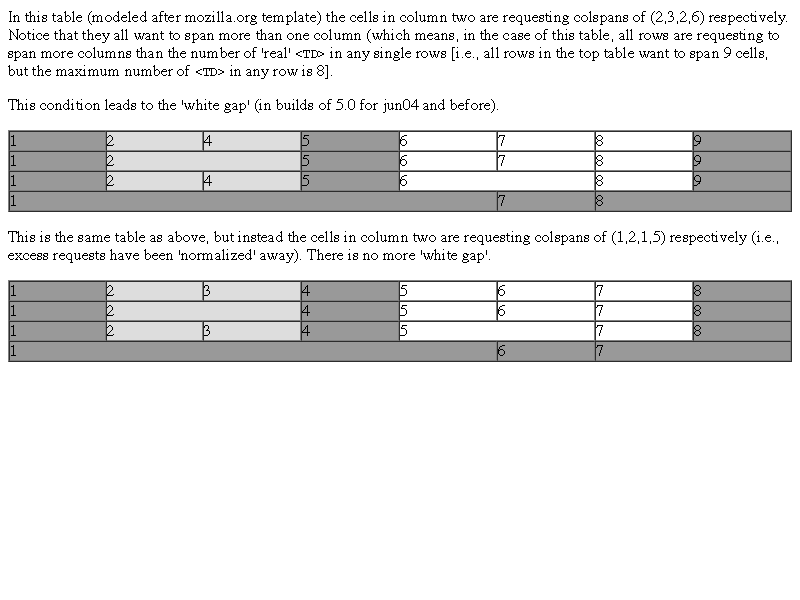 In this table (modeled after mozilla.org template) the cells in column two are requesting colspans of (2,3,2,6) respectively.
Notice that they all want to span more than one column (which means, in the case of this table, all rows are requesting to
span more columns than the number of 'real' <TD> in any single rows [i.e., all rows in the top table want to span 9 cells,
but the maximum number of <TD> in any row is 8].
This condition leads to the 'white gap' (in builds of 5.0 for jun04 and before).
1 2 4 5 6 7 8 9
1 2 5 6 7 8 9
1 2 4 5 6 8 9
1 7 8
This is the same table as above, but instead the cells in column two are requesting colspans of (1,2,1,5) respectively (i.e.,
excess requests have been 'normalized' away). There is no more 'white gap'.
1 2 3 4 5 6 7 8
1 2 4 5 6 7 8
1 2 3 4 5 7 8
1 6 7